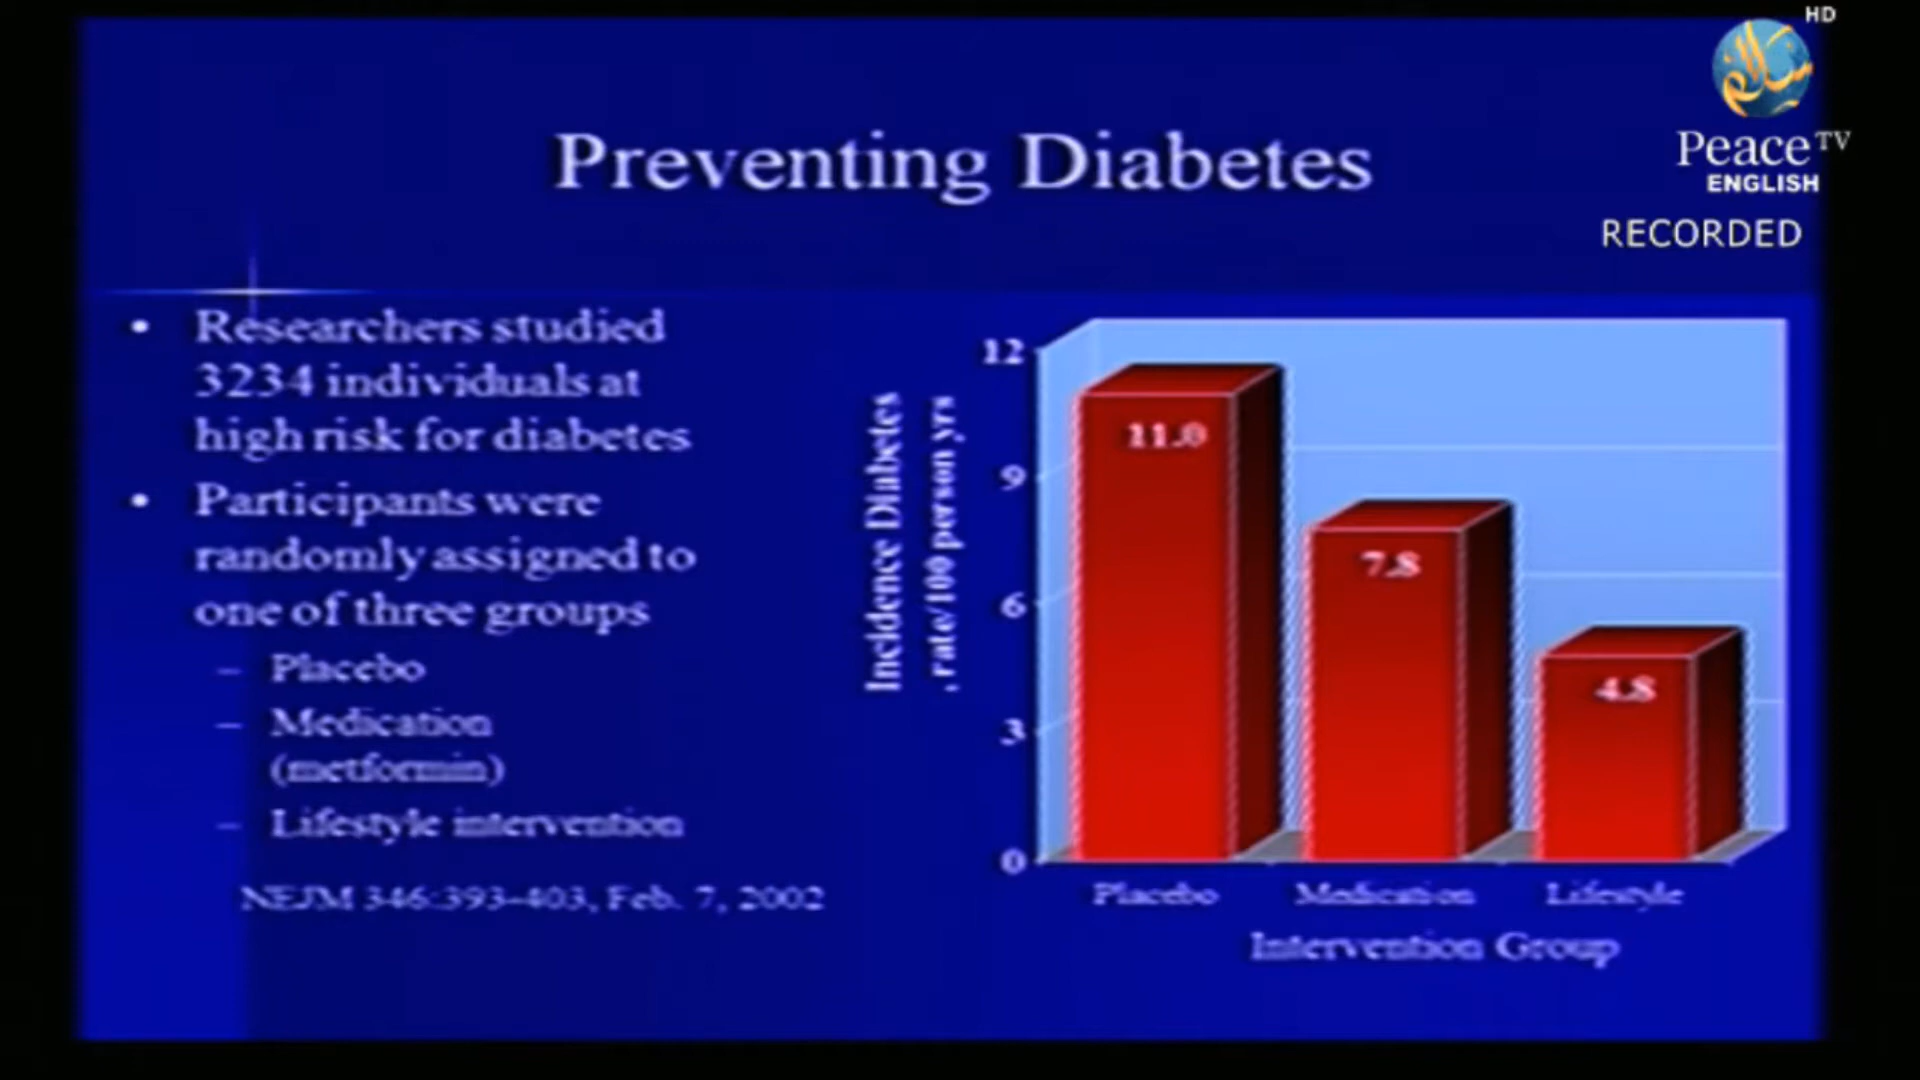 HD
سلام
Peace TV
ENGLISH
RECORDED
Preventing Diabetes
• Researchers studied
3234 individuals at
high risk for diabetes
• Participants were
randomly assigned to
one of three groups
– Placebo
– Medication
(metformin)
– Lifestyle intervention
NEJM 346:393-403, Feb. 7, 2002
Incidence Diabetes
, rate/100 person yrs
12
9
6
3
0
11.0
7.8
4.8
Placebo
Medication
Lifestyle
Intervention Group